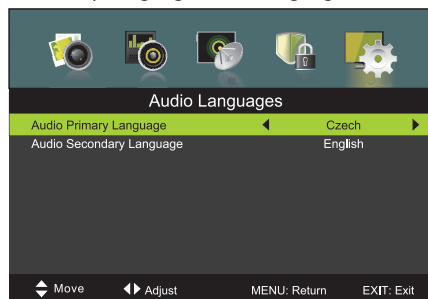 Audio Languages
Audio Primary Language Czech
Audio Secondary Language English
Move Adjust MENU: Return EXIT: Exit